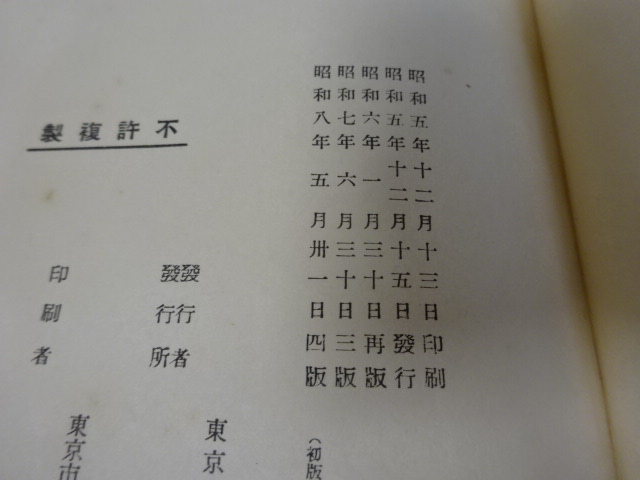 昭和五年十二月十三日印刷
昭和五年十二月十五日發行
昭和六年一月三十日再版
昭和七年六月三十日三版
昭和八年五月卅一日四版
(初版
不許複製
發行者
東京
發行所
印刷者
東京市